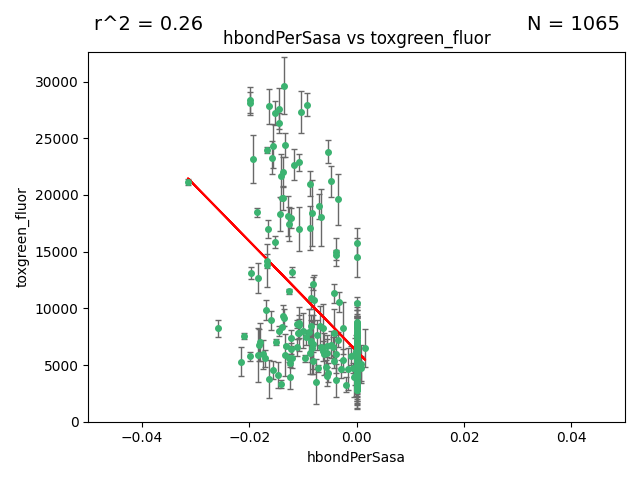 r^2 = 0.26
N = 1065
hbondPerSasa vs toxgreen_fluor
30000
25000
20000
15000
10000
5000
0
toxgreen_fluor
−0.04
−0.02
0.00
0.02
0.04
hbondPerSasa